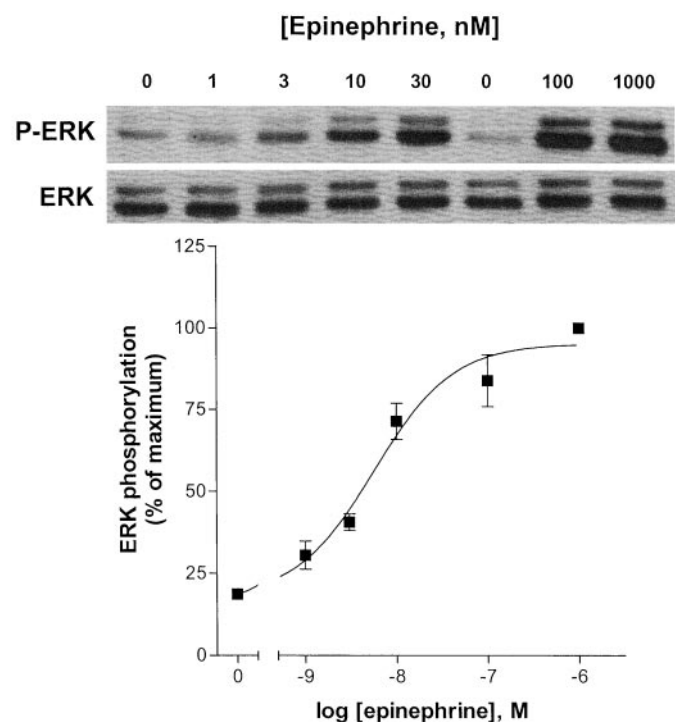 [Epinephrine, nM]
0 1 3 10 30 0 100 1000
P-ERK
ERK
125
100
75
50
25
0
ERK phosphorylation
(% of maximum)
0 -9 -8 -7 -6
log [epinephrine], M